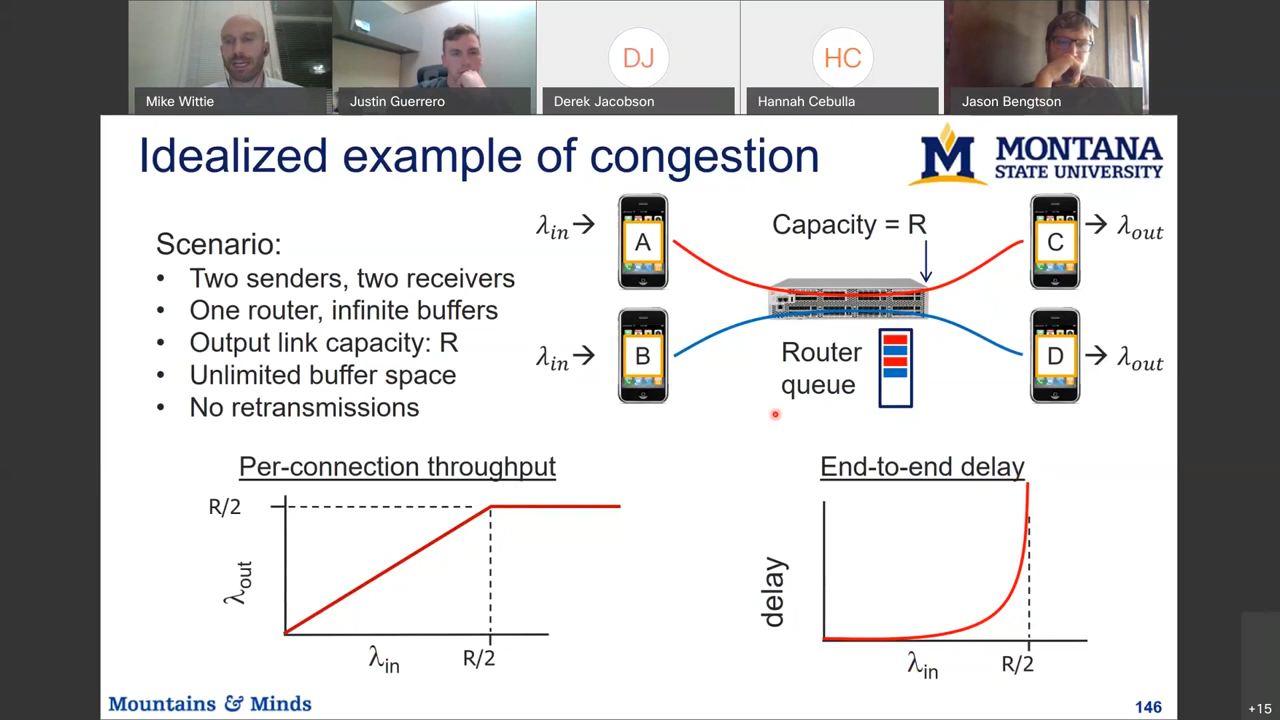 DJ
HC
Mike Wittie
Justin Guerrero
Derek Jacobson
Hannah Cebulla
Jason Bengtson
Idealized example of congestion
M
MONTANA
STATE UNIVERSITY
Scenario:
• Two senders, two receivers
• One router, infinite buffers
• Output link capacity: R
• Unlimited buffer space
• No retransmissions
λin →
A
Capacity = R
C
→ λout
λin →
B
Router
queue
D
→ λout
Per-connection throughput
R/2
λout
λin
R/2
End-to-end delay
delay
λin
R/2
Mountains & Minds
146
+15